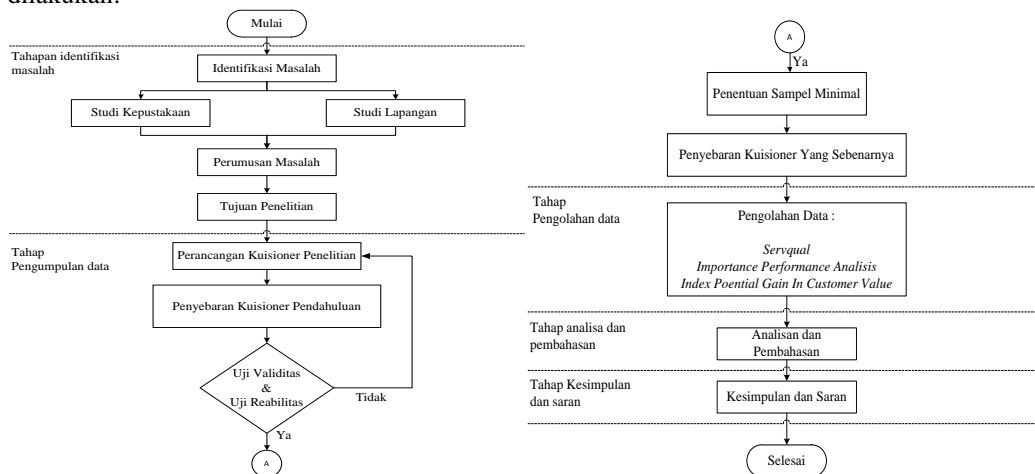 dilakukan.
Mulai
Tahapan identifikasi
masalah
Identifikasi Masalah
Studi Kepustakaan
Studi Lapangan
Perumusan Masalah
Tujuan Penelitian
Tahap
Pengumpulan data
Perancangan Kuisioner Penelitian
Penyebaran Kuisioner Pendahuluan
Uji Validitas
&
Uji Reabilitas
Tidak
Ya
A
A
Ya
Penentuan Sampel Minimal
Penyebaran Kuisioner Yang Sebenarnya
Tahap
Pengolahan data
Pengolahan Data :
Servqual
Importance Performance Analisis
Index Poential Gain In Customer Value
Tahap analisa dan
pembahasan
Analisan dan
Pembahasan
Tahap Kesimpulan
dan saran
Kesimpulan dan Saran
Selesai